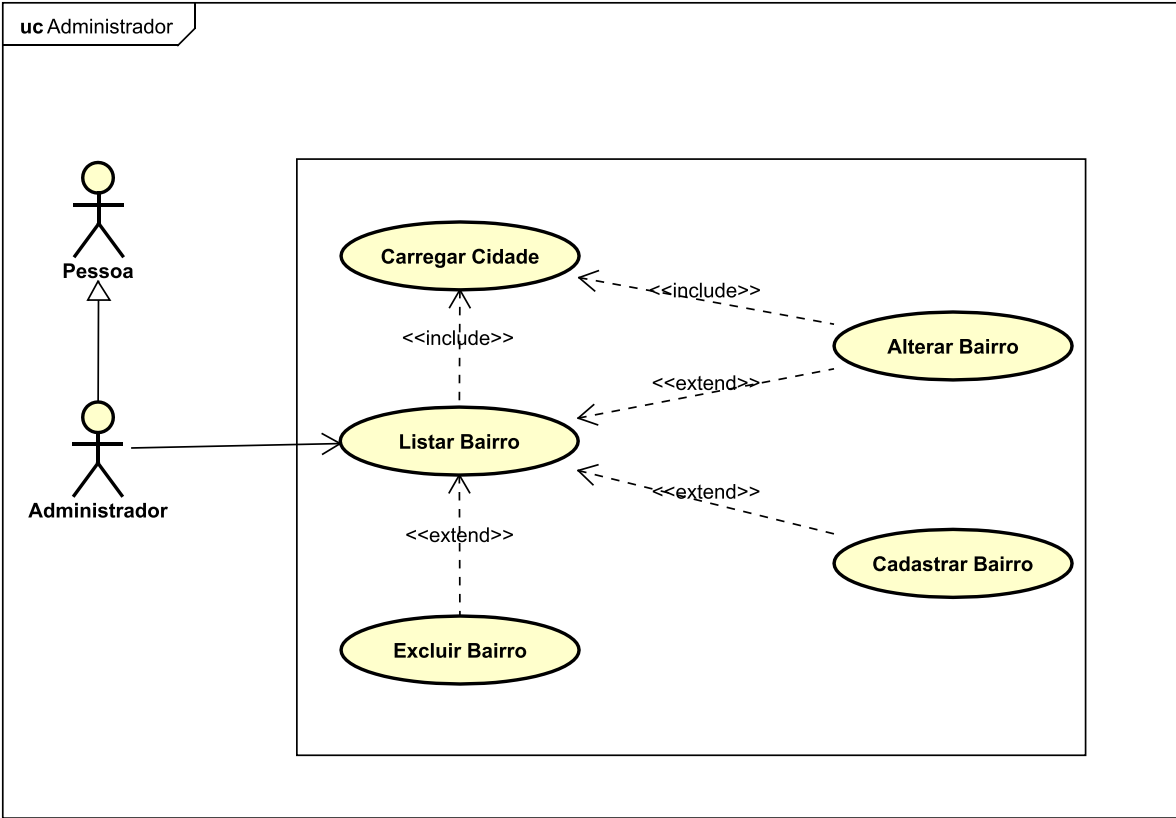 uc Administrador
Pessoa
Carregar Cidade
<<include>>
<<include>>
Alterar Bairro
<<extend>>
Listar Bairro
Administrador
<<extend>>
<<extend>>
Cadastrar Bairro
Excluir Bairro